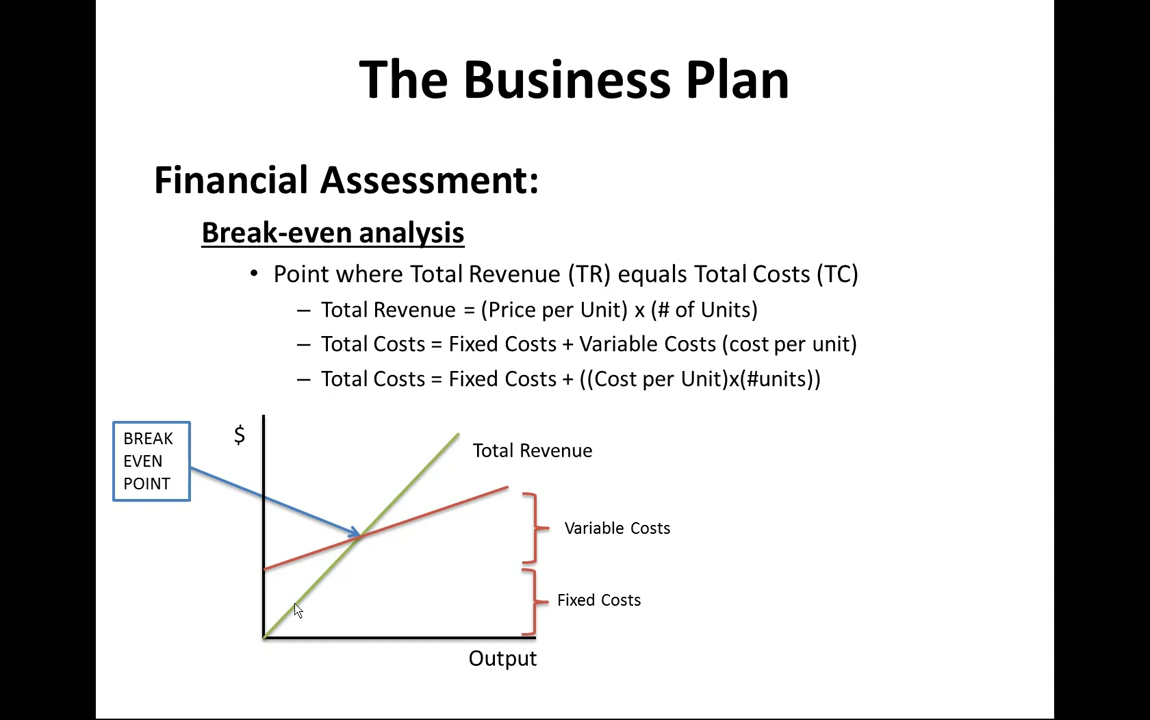 The Business Plan
Financial Assessment:
Break-even analysis
• Point where Total Revenue (TR) equals Total Costs (TC)
– Total Revenue = (Price per Unit) x (# of Units)
– Total Costs = Fixed Costs + Variable Costs (cost per unit)
– Total Costs = Fixed Costs + ((Cost per Unit)x(#units))
BREAK
EVEN
POINT
$
Total Revenue
Variable Costs
Fixed Costs
Output